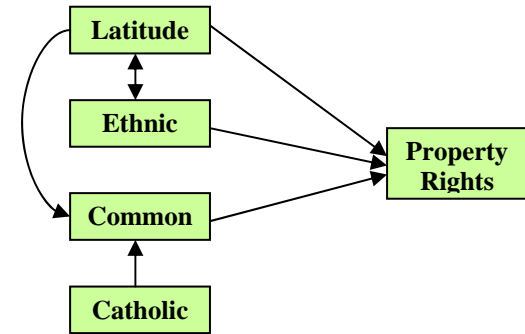 Latitude
Ethnic
Property
Rights
Common
Catholic